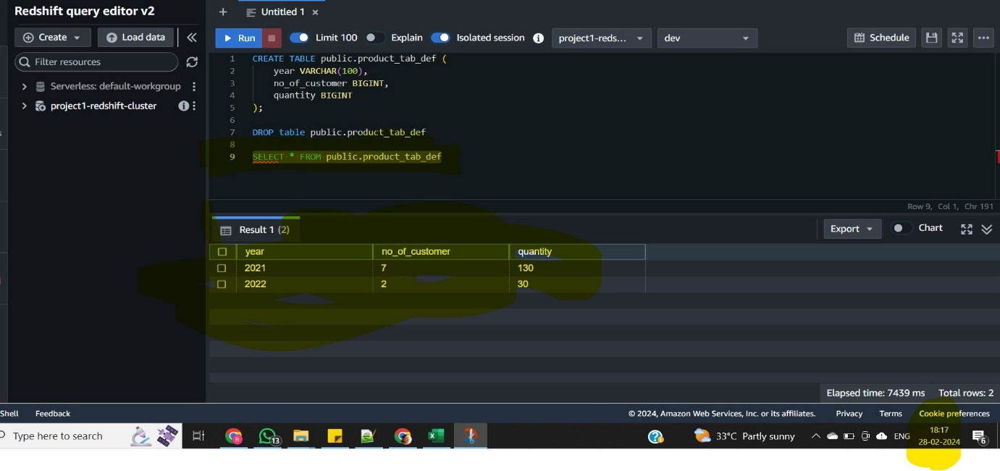 Redshift query editor v2
Create
Load data
Filter resources
Serverless: default-workgroup
project1-redshift-cluster
Untitled 1
Run
Limit 100
Explain
Isolated session
project1-reds...
dev
Schedule
1 CREATE TABLE public.product_tab_def (
2 year VARCHAR(100),
3 no_of_customer BIGINT,
4 quantity BIGINT
5 );
6
7 DROP table public.product_tab_def
8
9 SELECT * FROM public.product_tab_def
Row 9, Col 1, Chr 191
Result 1 (2)
Export
Chart
year no_of_customer quantity
2021 7 130
2022 2 30
Elapsed time: 7439 ms Total rows: 2
Shell Feedback
© 2024, Amazon Web Services, Inc. or its affiliates. Privacy Terms Cookie preferences
Type here to search
13
33°C Partly sunny
ENG
18:17
28-02-2024
6